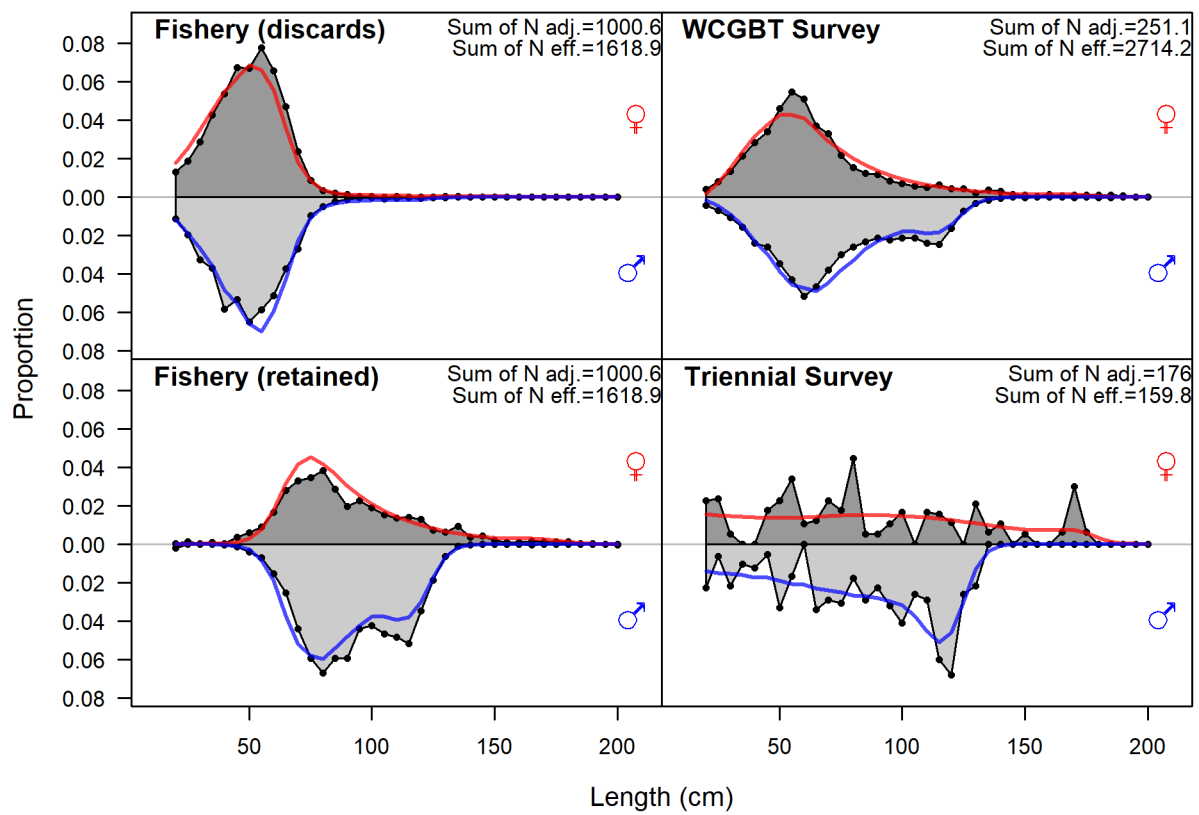 Fishery (discards)
Sum of N adj.=1000.6
Sum of N eff.=1618.9
WCGBT Survey
Sum of N adj.=251.1
Sum of N eff.=2714.2
0.08
0.06
0.04
0.02
0.00
0.02
0.04
0.06
0.08
♀
♂
♀
♂
Fishery (retained)
Sum of N adj.=1000.6
Sum of N eff.=1618.9
Triennial Survey
Sum of N adj.=176
Sum of N eff.=159.8
0.08
0.06
0.04
0.02
0.00
0.02
0.04
0.06
0.08
♀
♂
♀
♂
50 100 150 200
50 100 150 200
Proportion
Length (cm)